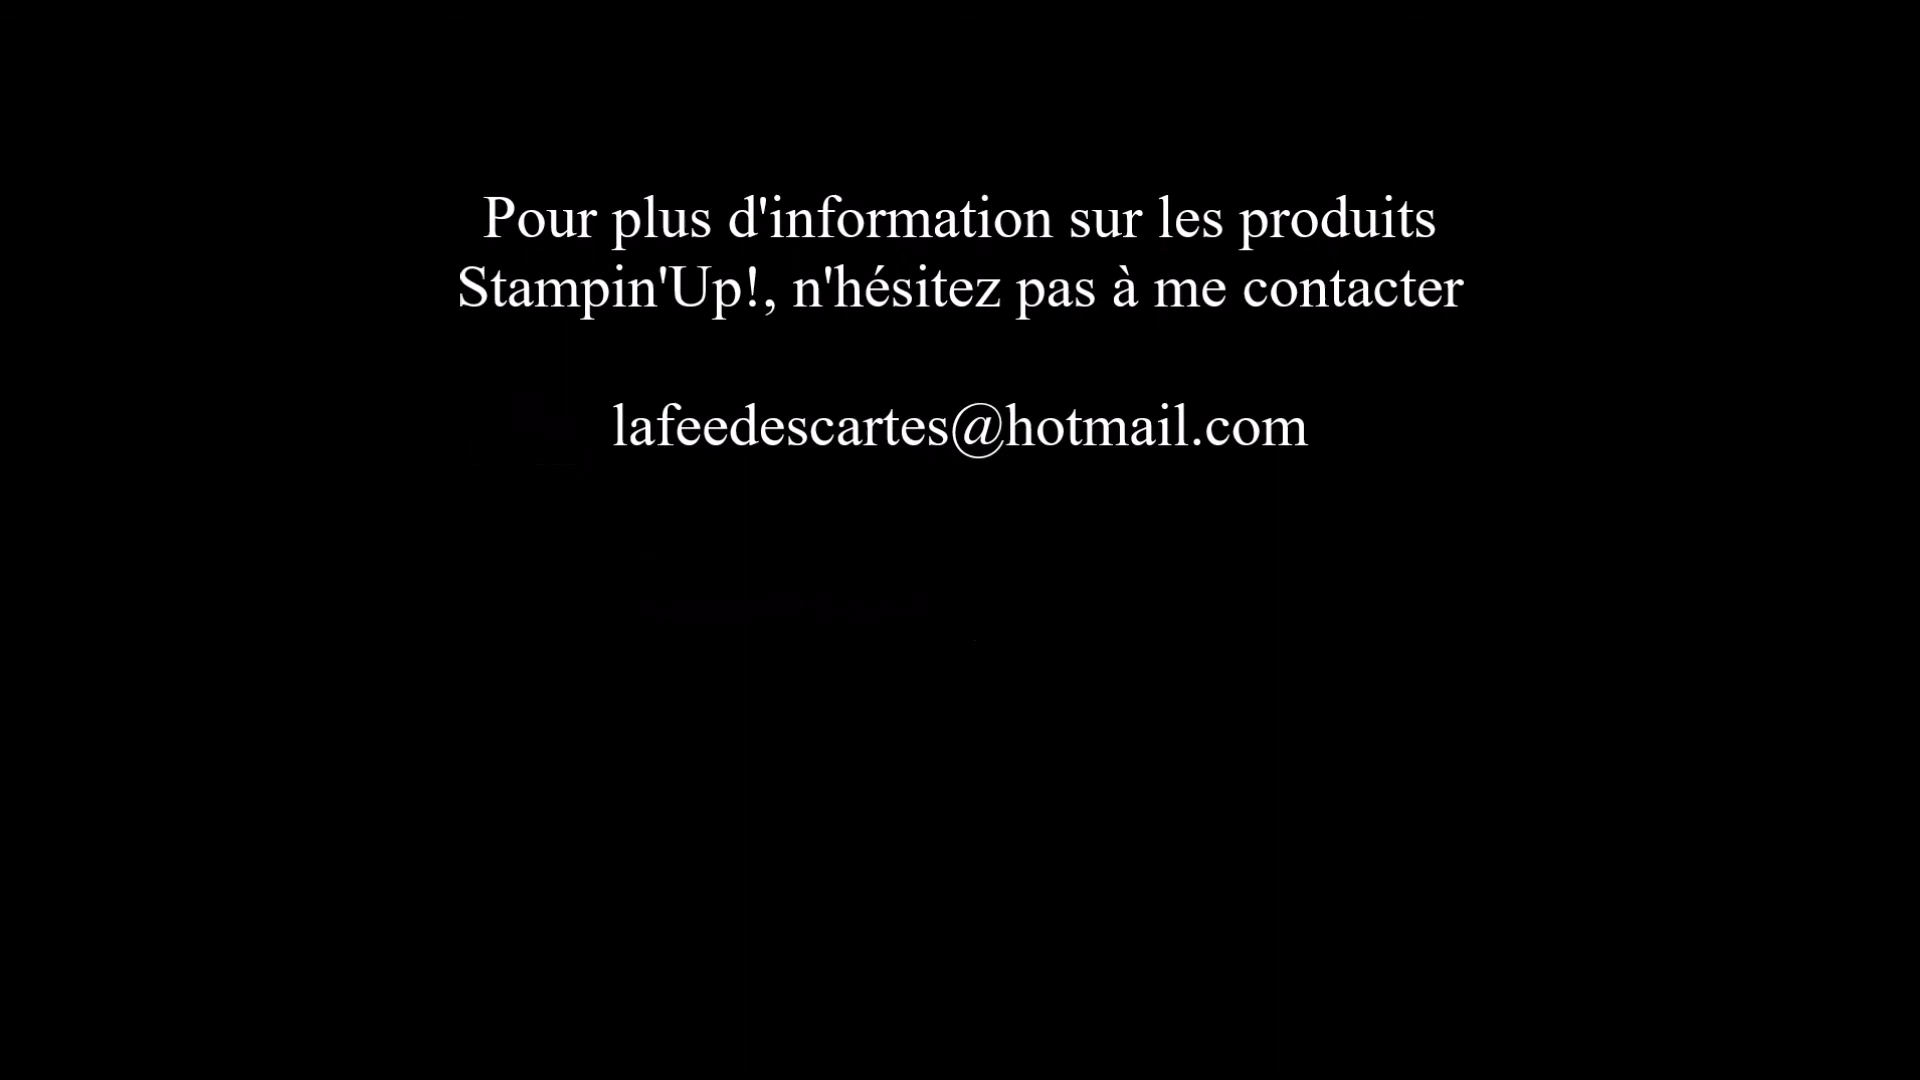 Pour plus d'information sur les produits
Stampin'Up!, n'hésitez pas à me contacter
lafeedescartes@hotmail.com